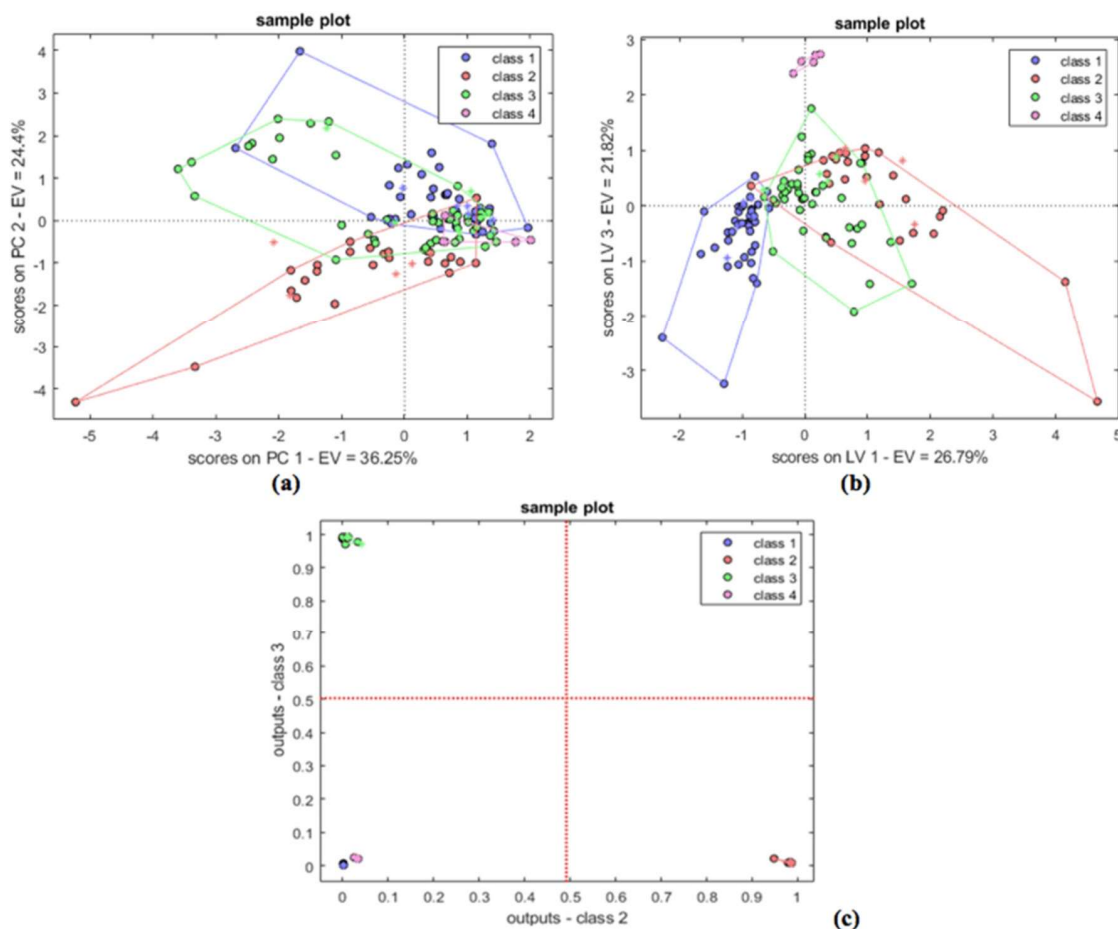 sample plot
class 1
class 2
class 3
class 4
scores on PC 2 - EV = 24.4%
4
3
2
1
0
-1
-2
-3
-4
-5
-4
-3
-2
-1
0
1
2
scores on PC 1 - EV = 36.25%
(a)
sample plot
class 1
class 2
class 3
class 4
scores on LV 3 - EV = 21.82%
3
2
1
0
-1
-2
-3
-2
-1
0
1
2
3
4
5
scores on LV 1 - EV = 26.79%
(b)
sample plot
class 1
class 2
class 3
class 4
outputs - class 3
1
0.9
0.8
0.7
0.6
0.5
0.4
0.3
0.2
0.1
0
0
0.1
0.2
0.3
0.4
0.5
0.6
0.7
0.8
0.9
1
outputs - class 2
(c)